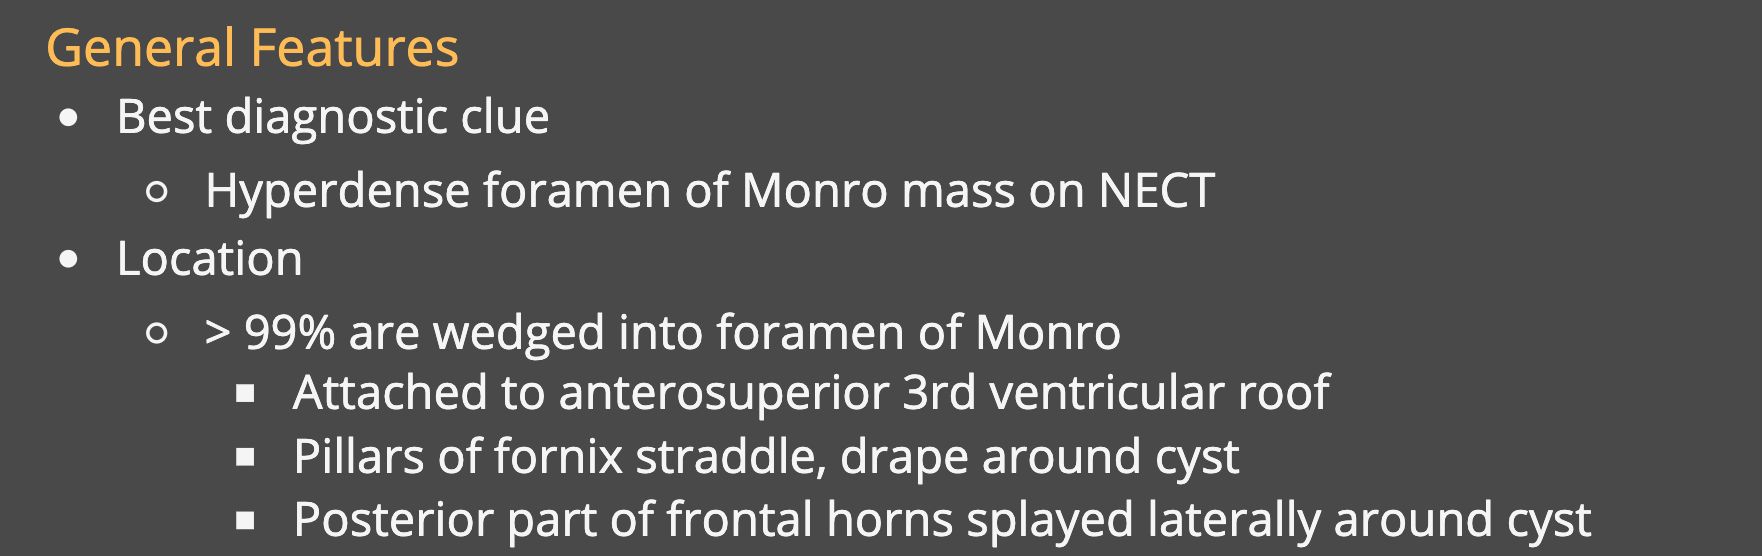 General Features
• Best diagnostic clue
○ Hyperdense foramen of Monro mass on NECT
• Location
○ > 99% are wedged into foramen of Monro
▪ Attached to anterosuperior 3rd ventricular roof
▪ Pillars of fornix straddle, drape around cyst
▪ Posterior part of frontal horns splayed laterally around cyst